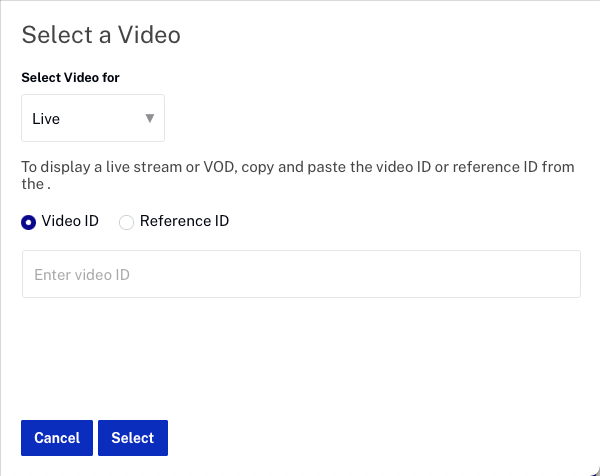 Select a Video
Select Video for
Live
To display a live stream or VOD, copy and paste the video ID or reference ID from
the .
Video ID Reference ID
Enter video ID
Cancel Select